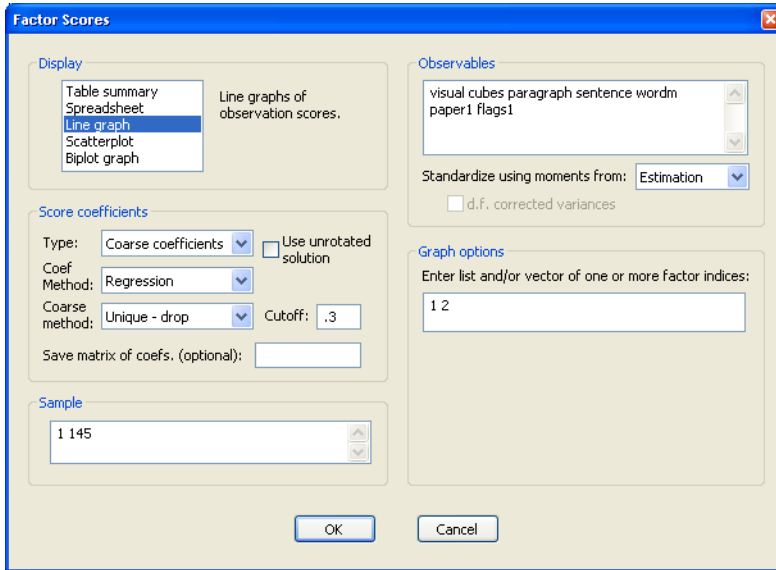 Factor Scores
Display
Table summary
Spreadsheet
Line graph
Scatterplot
Biplot graph
Line graphs of
observation scores.
Score coefficients
Type:
Coarse coefficients
Use unrotated
solution
Coef
Method:
Regression
Coarse
method:
Unique - drop
Cutoff:
.3
Save matrix of coefs. (optional):
Sample
1 145
Observables
visual cubes paragraph sentence wordm
paper1 flags1
Standardize using moments from:
Estimation
d.f. corrected variances
Graph options
Enter list and/or vector of one or more factor indices:
1 2
OK
Cancel